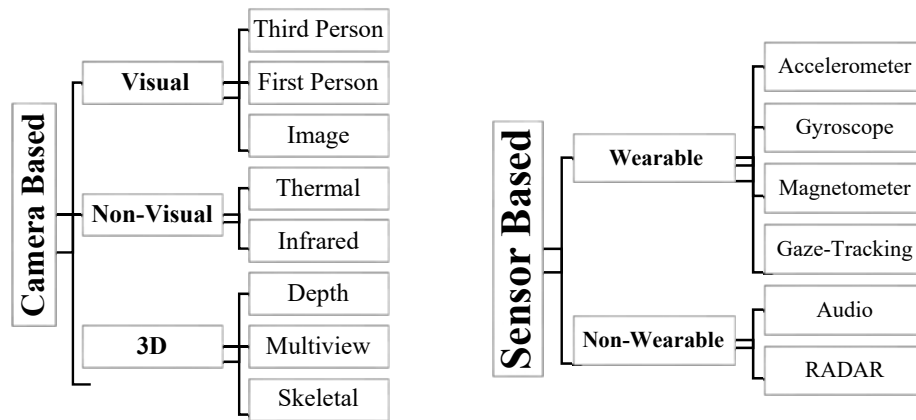 Camera Based
Visual
Third Person
First Person
Image
Non-Visual
Thermal
Infrared
3D
Depth
Multiview
Skeletal
Sensor Based
Wearable
Accelerometer
Gyroscope
Magnetometer
Gaze-Tracking
Non-Wearable
Audio
RADAR